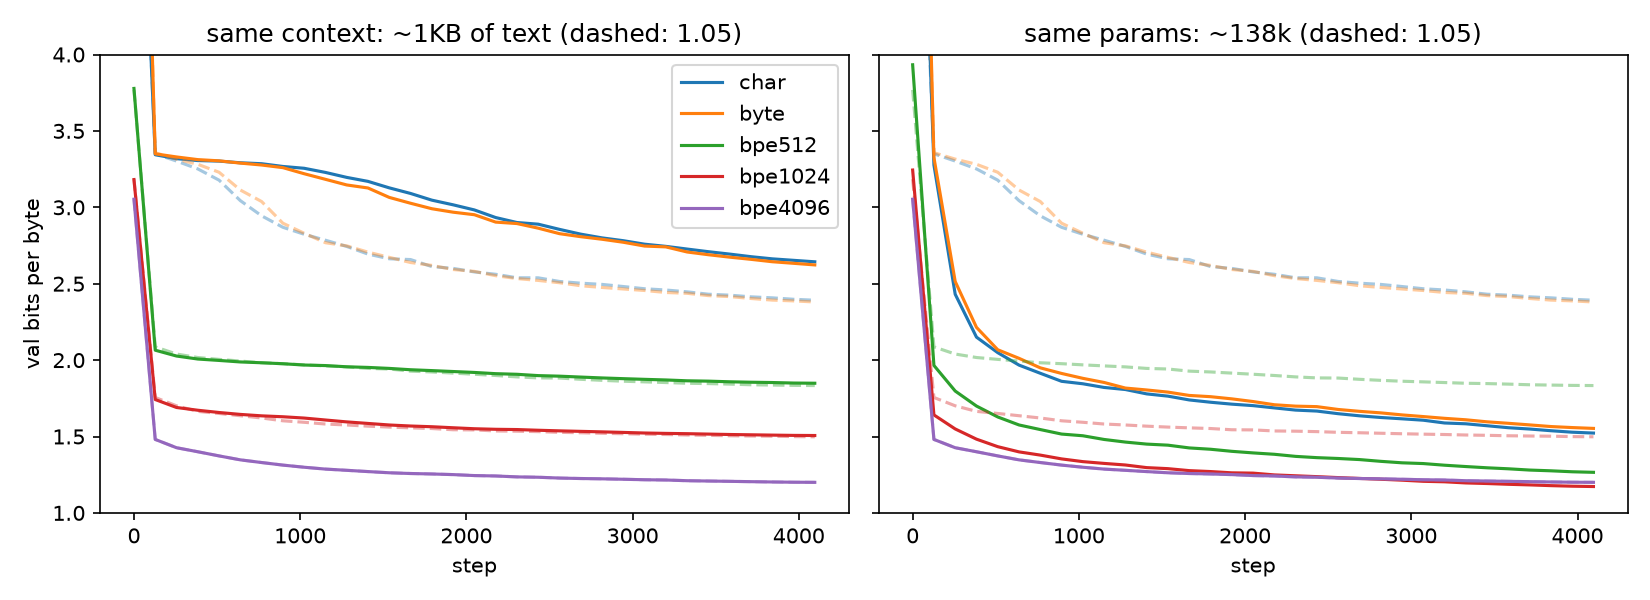 same context: ~1KB of text (dashed: 1.05)
same params: ~138k (dashed: 1.05)
val bits per byte
4.0
3.5
3.0
2.5
2.0
1.5
1.0
char
byte
bpe512
bpe1024
bpe4096
0 1000 2000 3000 4000
0 1000 2000 3000 4000
step
step